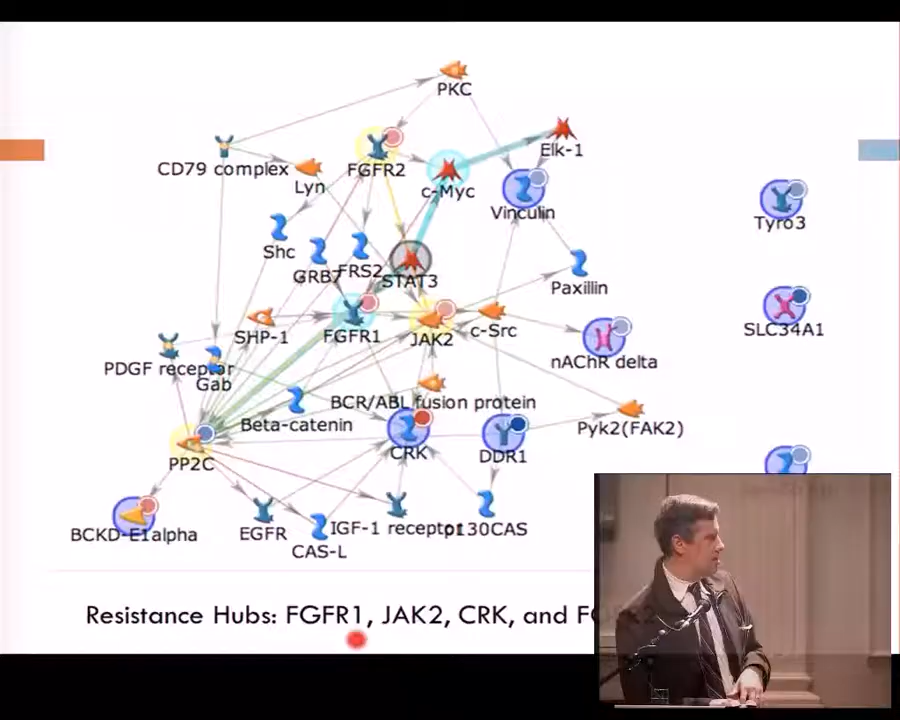 PKC
Elk-1
CD79 complex
FGFR2
Lyn
c-Myc
Vinculin
Tyro3
Shc
GRB7
FRS2
STAT3
Paxillin
SHP-1
FGFR1
JAK2
c-Src
SLC34A1
PDGF receptor
nAChR delta
Gab
BCR/ABL fusion protein
Beta-catenin
Pyk2(FAK2)
CRK
DDR1
PP2C
BCKD-E1alpha
EGFR
IGF-1 receptor
p130CAS
CAS-L
Resistance Hubs: FGFR1, JAK2, CRK, and